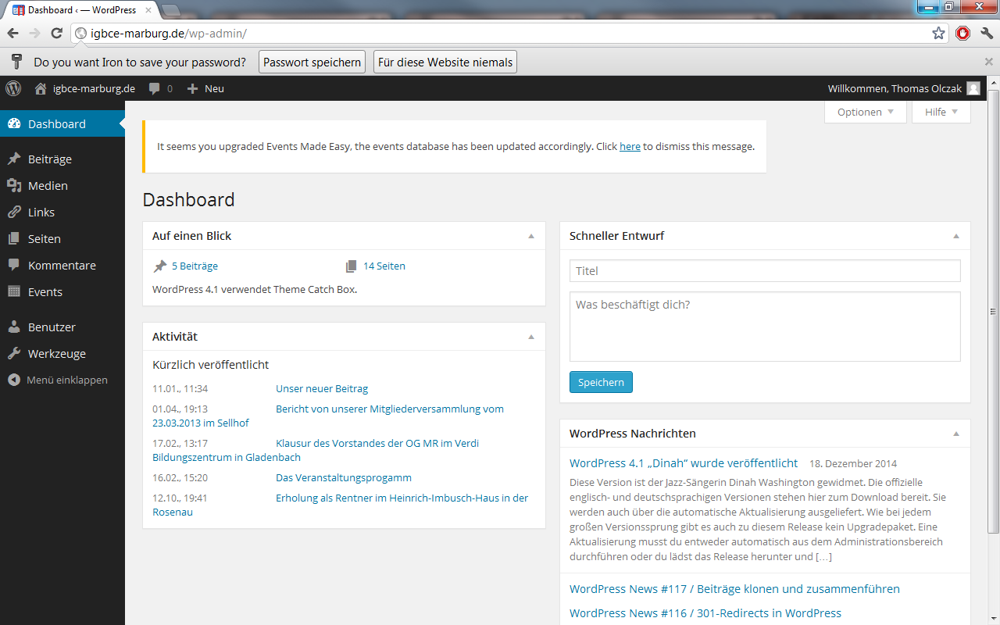 Dashboard ‹ — WordPress
igbce-marburg.de/wp-admin/
Do you want Iron to save your password? Passwort speichern Für diese Website niemals
igbce-marburg.de 0 Neu Willkommen, Thomas Olczak
Optionen Hilfe
Dashboard
Beiträge
Medien
Links
Seiten
Kommentare
Events
Benutzer
Werkzeuge
Menü einklappen
It seems you upgraded Events Made Easy, the events database has been updated accordingly. Click here to dismiss this message.
Dashboard
Auf einen Blick
5 Beiträge 14 Seiten
WordPress 4.1 verwendet Theme Catch Box.
Aktivität
Kürzlich veröffentlicht
11.01., 11:34 Unser neuer Beitrag
01.04., 19:13 Bericht von unserer Mitgliederversammlung vom
23.03.2013 im Sellhof
17.02., 13:17 Klausur des Vorstandes der OG MR im Verdi
Bildungszentrum in Gladenbach
16.02., 15:20 Das Veranstaltungsprogamm
12.10., 19:41 Erholung als Rentner im Heinrich-Imbusch-Haus in der
Rosenau
Schneller Entwurf
Titel
Was beschäftigt dich?
Speichern
WordPress Nachrichten
WordPress 4.1 „Dinah“ wurde veröffentlicht 18. Dezember 2014
Diese Version ist der Jazz-Sängerin Dinah Washington gewidmet. Die offizielle
englisch- und deutschsprachigen Versionen stehen hier zum Download bereit. Sie
werden auch über die automatische Aktualisierung ausgeliefert. Wie bei jedem
großen Versionssprung gibt es auch zu diesem Release kein Upgradepaket. Eine
Aktualisierung musst du entweder automatisch aus dem Administrationsbereich
durchführen oder du lädst das Release herunter und […]
WordPress News #117 / Beiträge klonen und zusammenführen
WordPress News #116 / 301-Redirects in WordPress